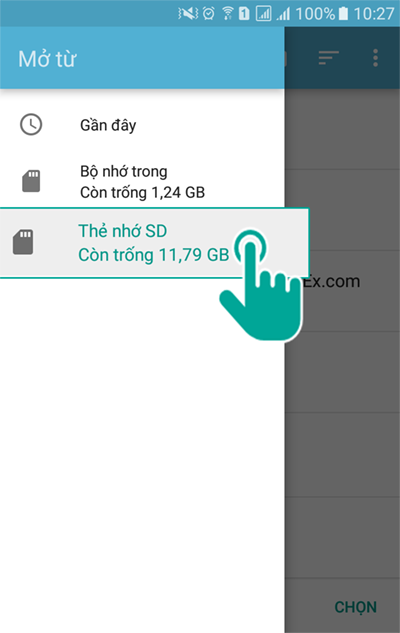 100% 10:27
Mở từ
Gần đây
Bộ nhớ trong
Còn trống 1,24 GB
Thẻ nhớ SD
Còn trống 11,79 GB
Ex.com
CHỌN